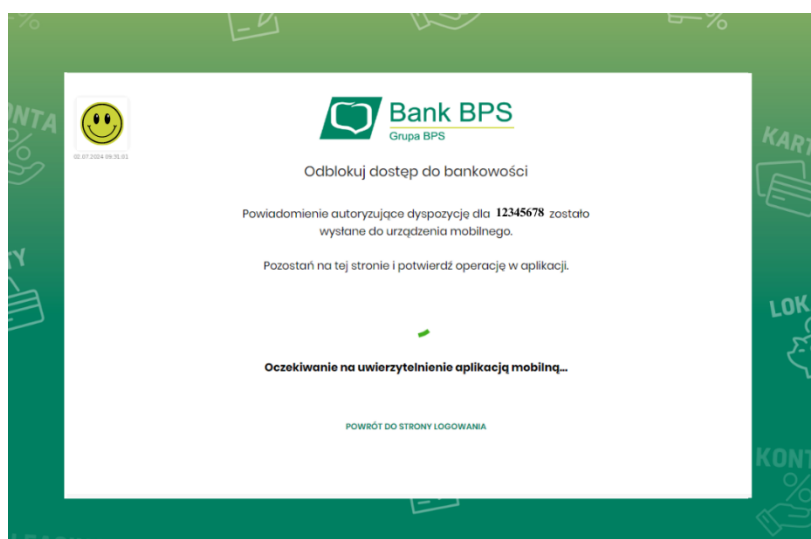 Bank BPS
Grupa BPS
02.07.2024 09:31:02
Odblokuj dostęp do bankowości
Powiadomienie autoryzujące dyspozycję dla 12345678 zostało
wysłane do urządzenia mobilnego.
Pozostań na tej stronie i potwierdź operację w aplikacji.
Oczekiwanie na uwierzytelnienie aplikacją mobilną...
POWRÓT DO STRONY LOGOWANIA
KART
LOK
KONT